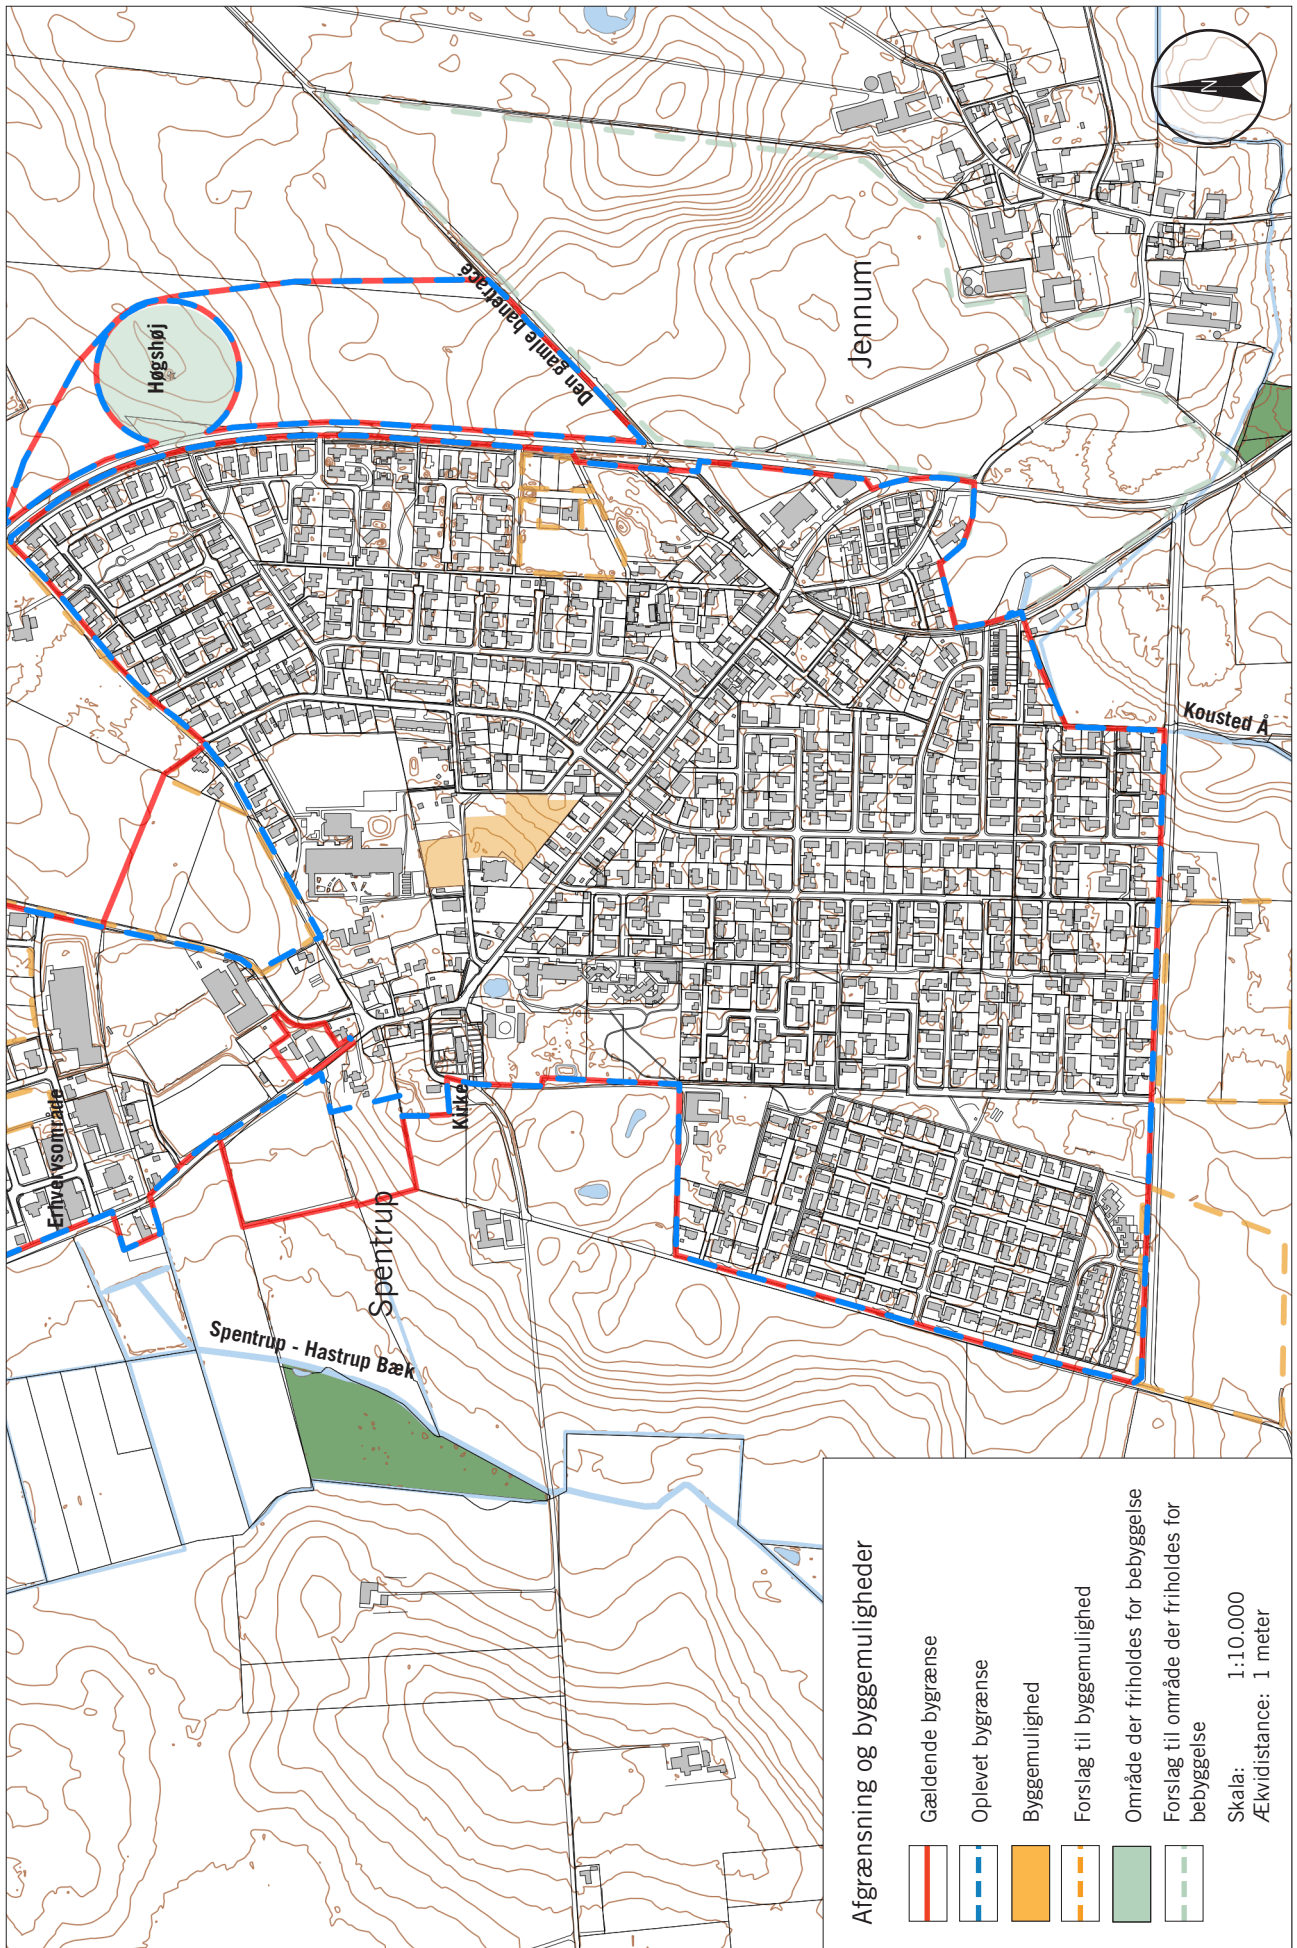 Høgshøj
Den gamle banetracé
Jennum
N
Kousted Å
Erhvervsområde
Kirke
Spentrup
Spentrup - Hastrup Bæk
Afgrænsning og byggemuligheder
Gældende bygrænse
Oplevet bygrænse
Byggemulighed
Forslag til byggemulighed
Område der friholdes for bebyggelse
Forslag til område der friholdes for
bebyggelse
Skala: 1:10.000
Ækvidistance: 1 meter